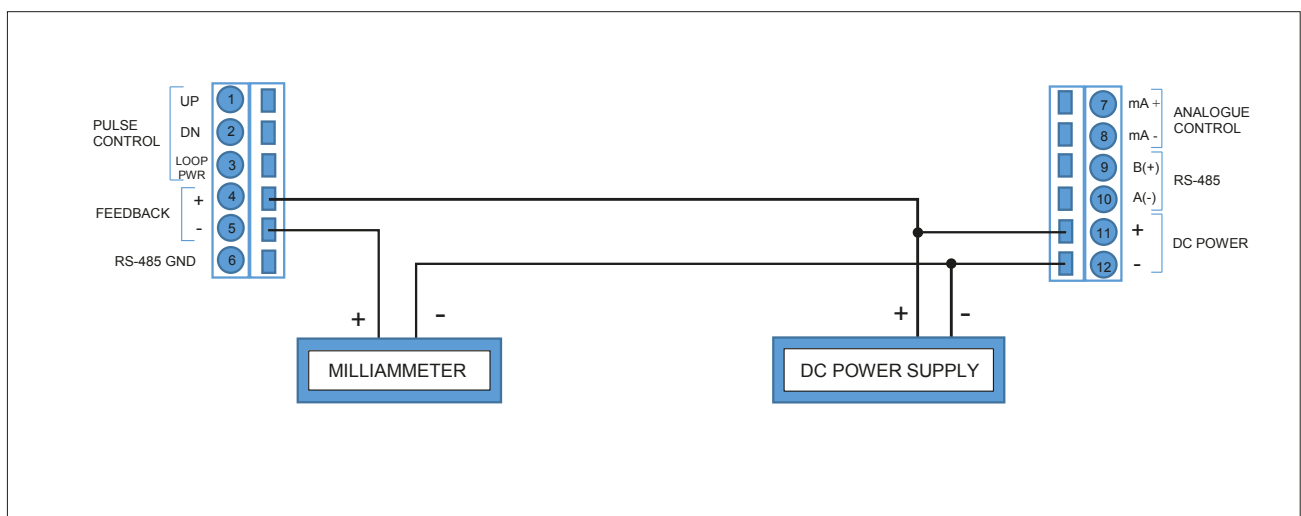 PULSE
CONTROL
UP
1
DN
2
LOOP
PWR
3
FEEDBACK
+
4
-
5
RS-485 GND
6
7
mA +
8
mA -
ANALOGUE
CONTROL
9
B(+)
10
A(-)
RS-485
11
+
12
-
DC POWER
+ -
MILLIAMMETER
+ -
DC POWER SUPPLY